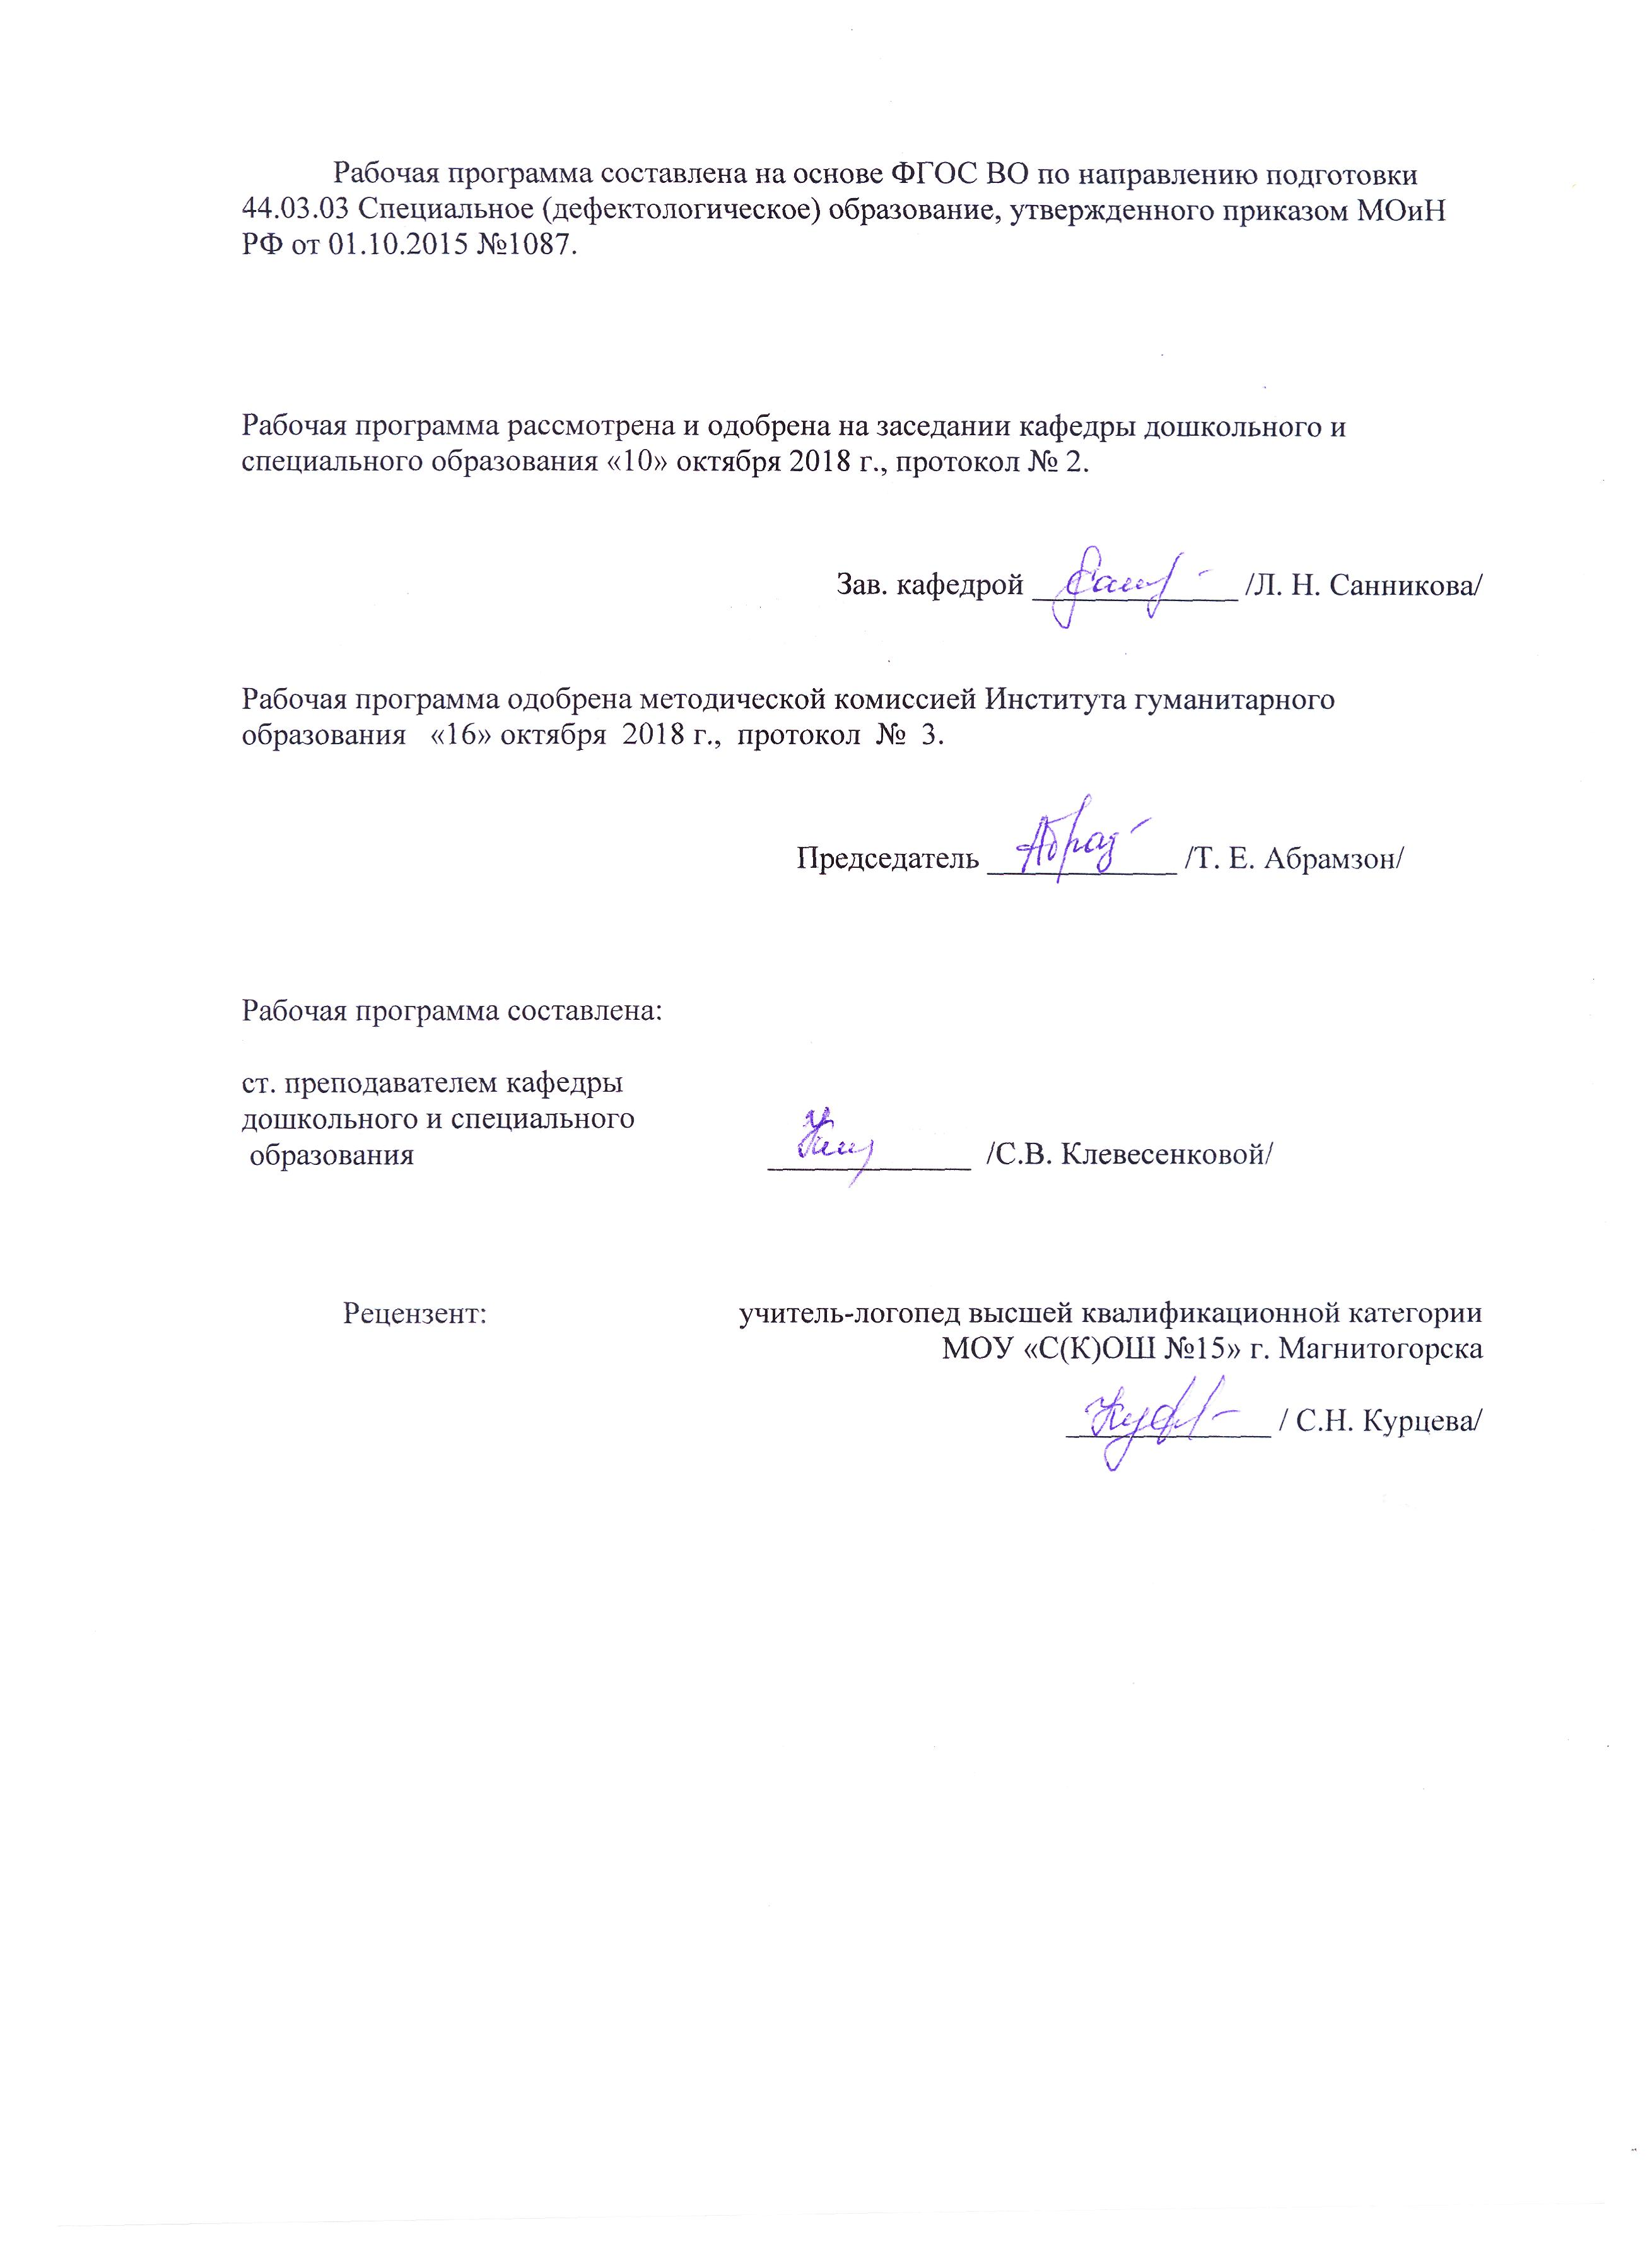 Рабочая программа составлена на основе ФГОС ВО по направлению подготовки
44.03.03 Специальное (дефектологическое) образование, утвержденного приказом МОиН
РФ от 01.10.2015 №1087.
Рабочая программа рассмотрена и одобрена на заседании кафедры дошкольного и
специального образования «10» октября 2018 г., протокол № 2.
Зав. кафедрой ______________ /Л. Н. Санникова/
Рабочая программа одобрена методической комиссией Института гуманитарного
образования «16» октября 2018 г., протокол № 3.
Председатель _____________ /Т. Е. Абрамзон/
Рабочая программа составлена:
ст. преподавателем кафедры
дошкольного и специального
образования ______________ /С.В. Клевесенковой/
Рецензент: учитель-логопед высшей квалификационной категории
МОУ «С(К)ОШ №15» г. Магнитогорска
______________ / С.Н. Курцева/